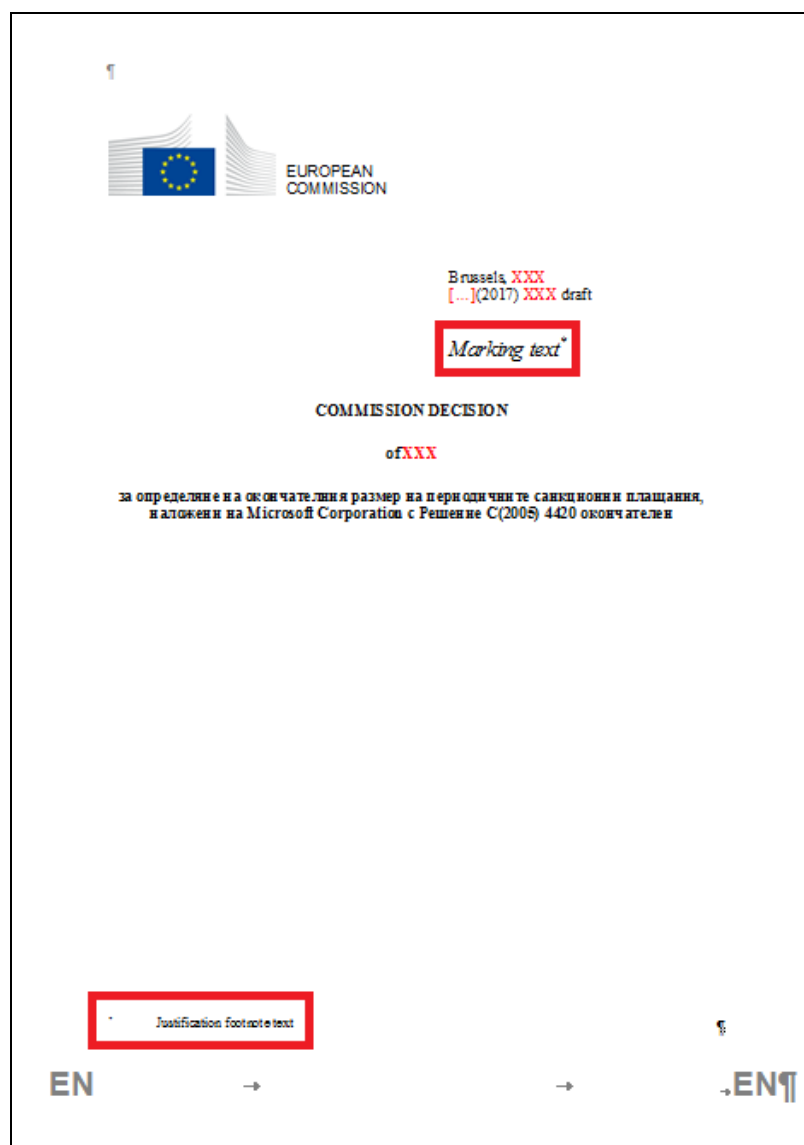 ¶
EUROPEAN
COMMISSION
Brussels, XXX
[…](2017) XXX draft
Marking text*
COMMISSION DECISION
of XXX
за определяне на окончателния размер на периодичните санкционни плащания,
наложени на Microsoft Corporation с Решение C(2005) 4420 окончателен
* Justification footnote text ¶
EN → → →EN¶